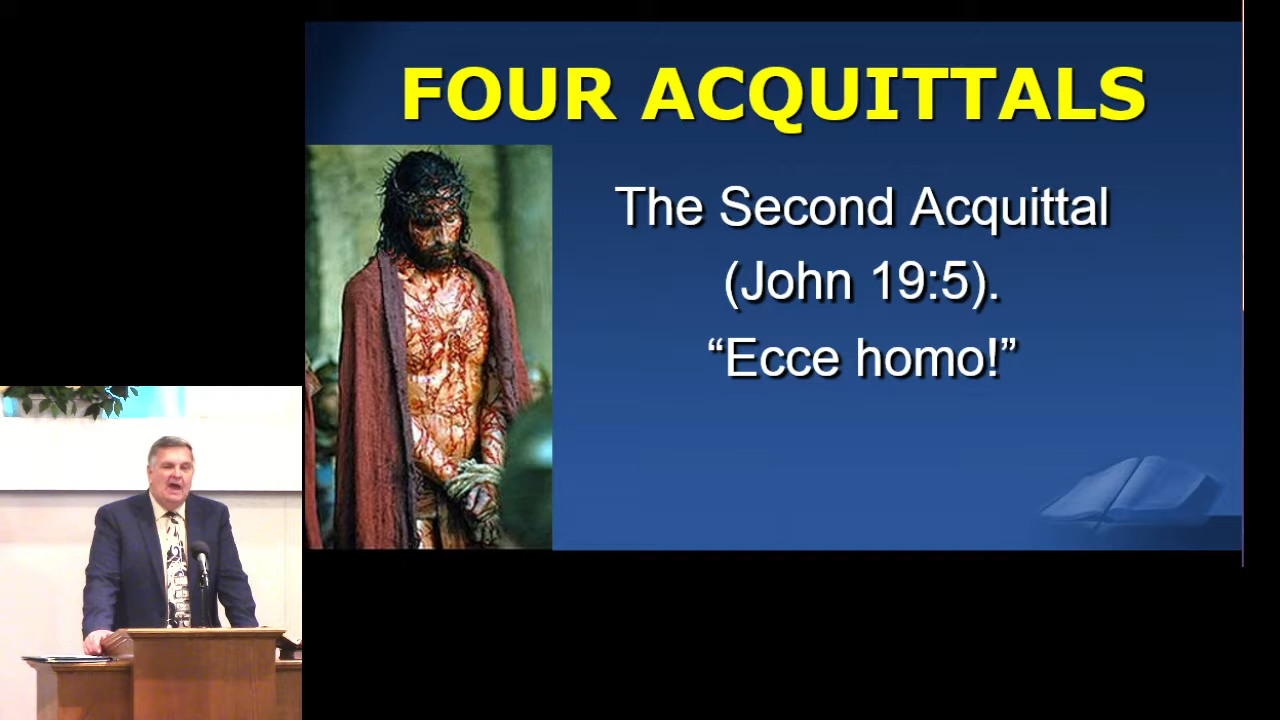 FOUR ACQUITTALS
The Second Acquittal
(John 19:5).
“Ecce homo!”